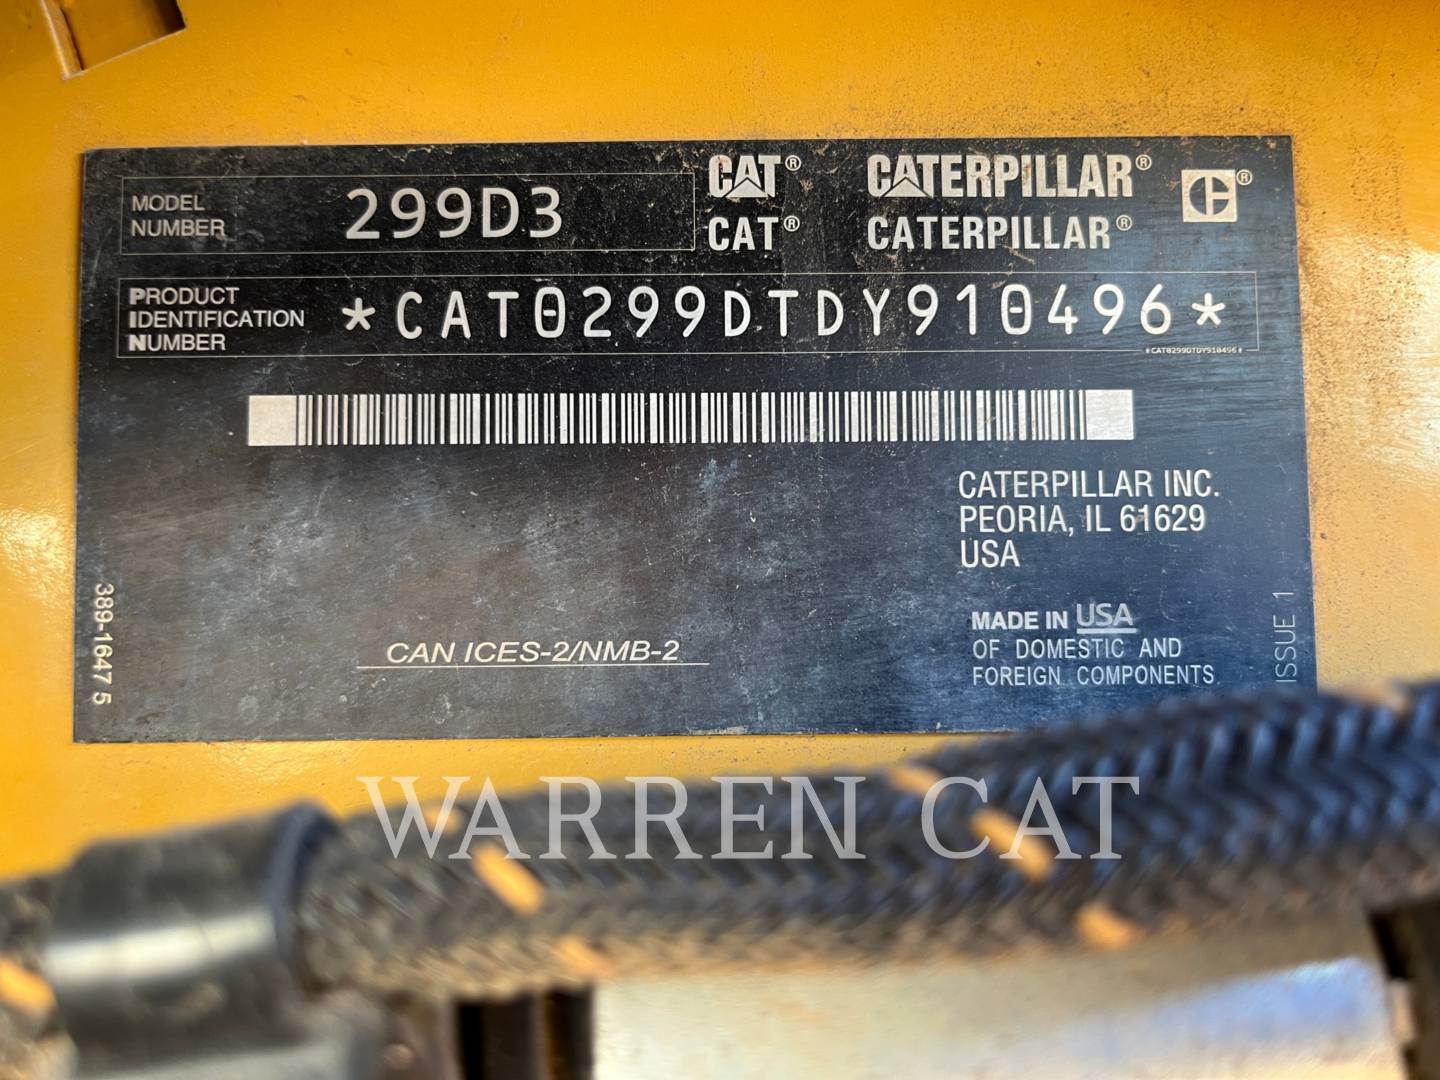 MODEL
NUMBER
299D3
CAT® CATERPILLAR® ®
CAT® CATERPILLAR®
PRODUCT
IDENTIFICATION
NUMBER
*CAT0299DTDY910496*
*CAT0299DTDY910496*
CATERPILLAR INC.
PEORIA, IL 61629
USA
389-1647 5
CAN ICES-2/NMB-2
MADE IN USA
OF DOMESTIC AND
FOREIGN COMPONENTS
ISSUE 1
WARREN CAT